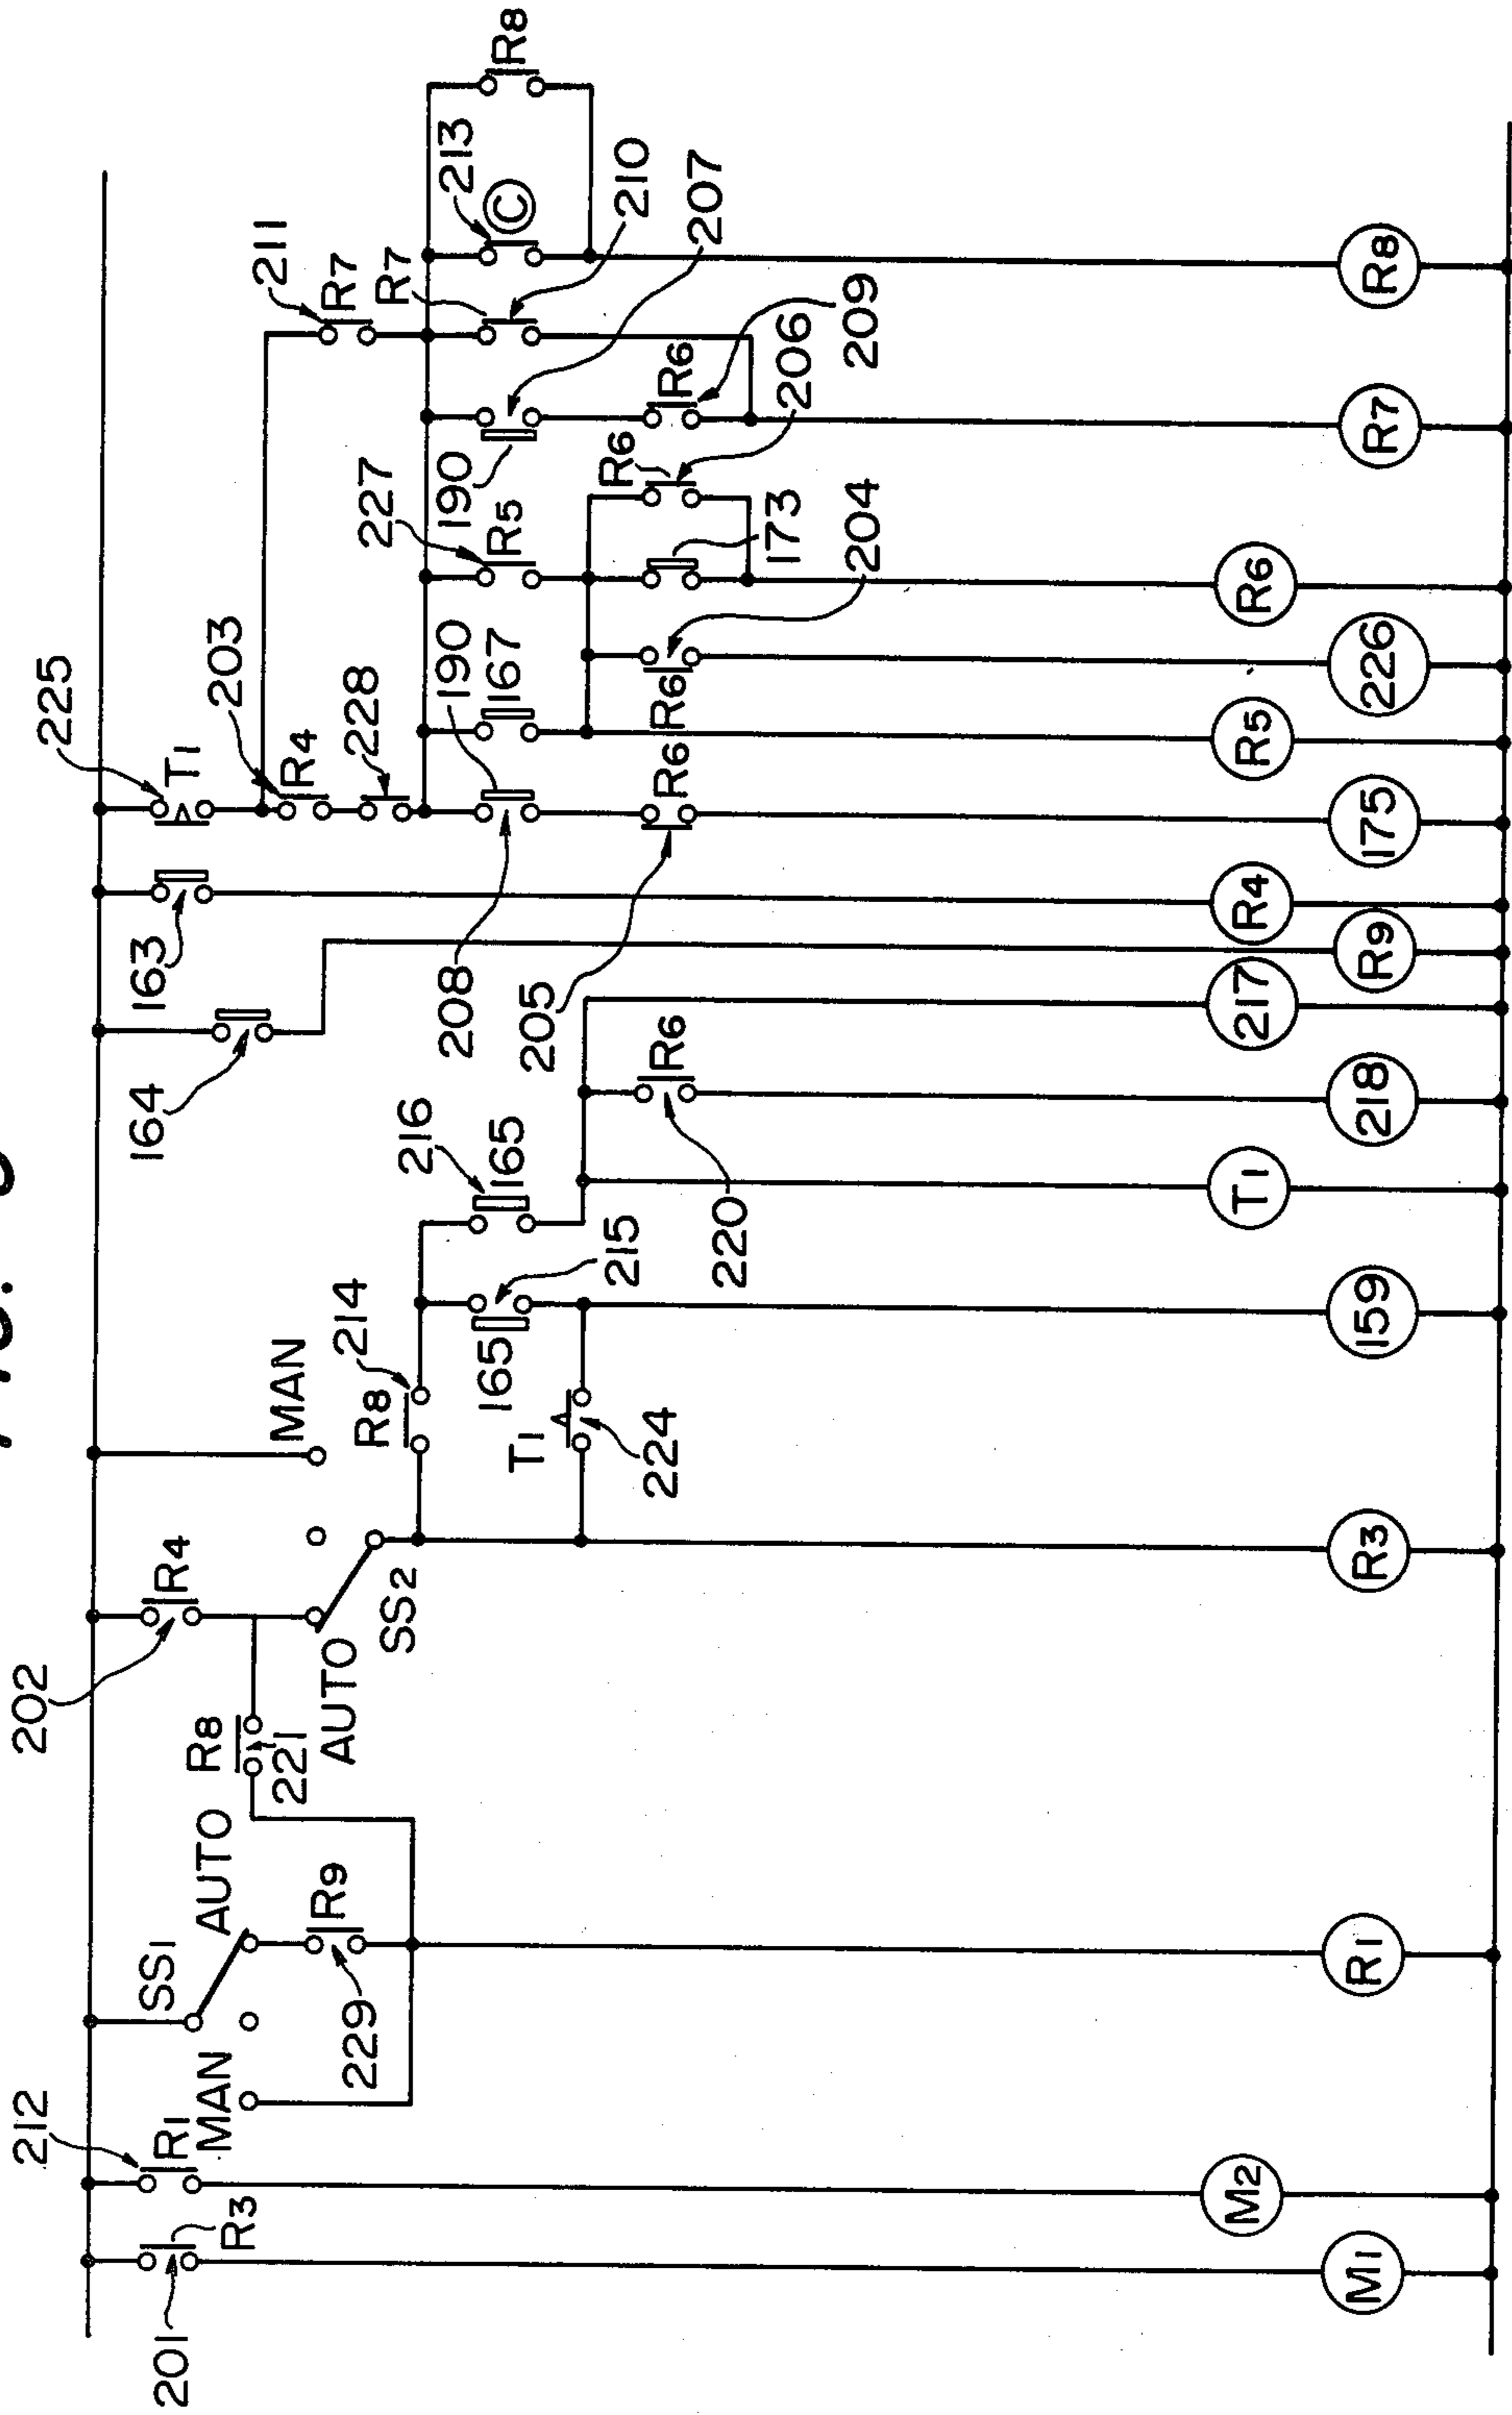 202
212
201
R3
R1
MAN
SS1
AUTO
R9
229
R8
221
R4
AUTO
SS2
MAN
R8
214
165
215
T1
224
216
165
R6
220
164
163
225
T1
203
R4
228
208
190
205
R6
167
227
R5
R6
204
173
R6
206
190
207
R6
209
211
R7
R7
210
213
C
R8
M1
M2
R1
R3
159
T1
218
217
R9
R4
175
R5
226
R6
R7
R8